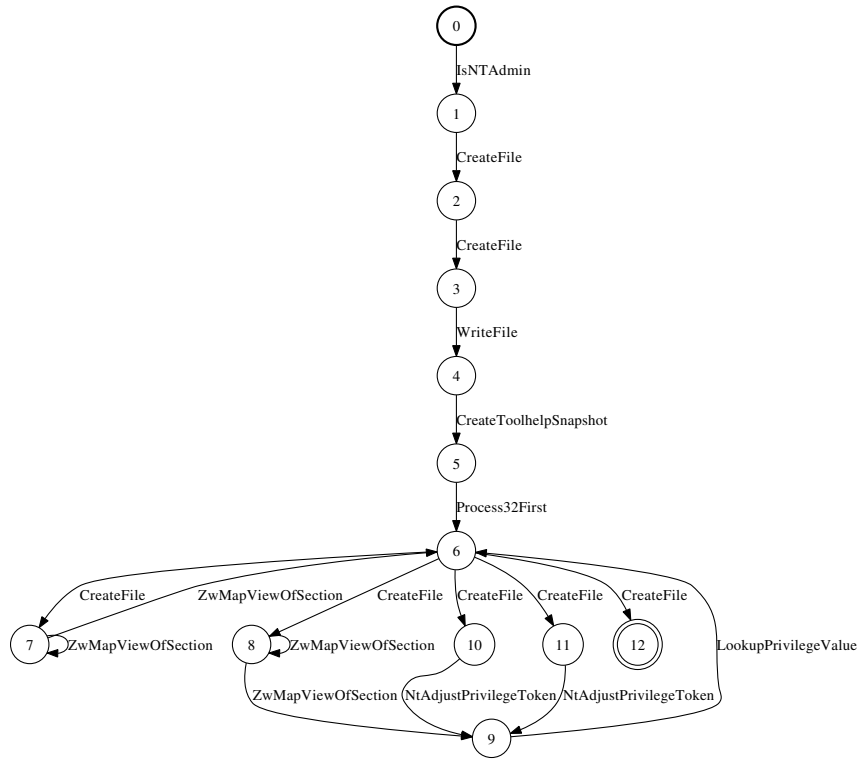 0
IsNTAdmin
1
CreateFile
2
CreateFile
3
WriteFile
4
CreateToolhelpSnapshot
5
Process32First
6
CreateFile ZwMapViewOfSection CreateFile CreateFile CreateFile CreateFile
7 ZwMapViewOfSection 8 ZwMapViewOfSection 10 11 12 LookupPrivilegeValue
ZwMapViewOfSection NtAdjustPrivilegeToken NtAdjustPrivilegeToken
9